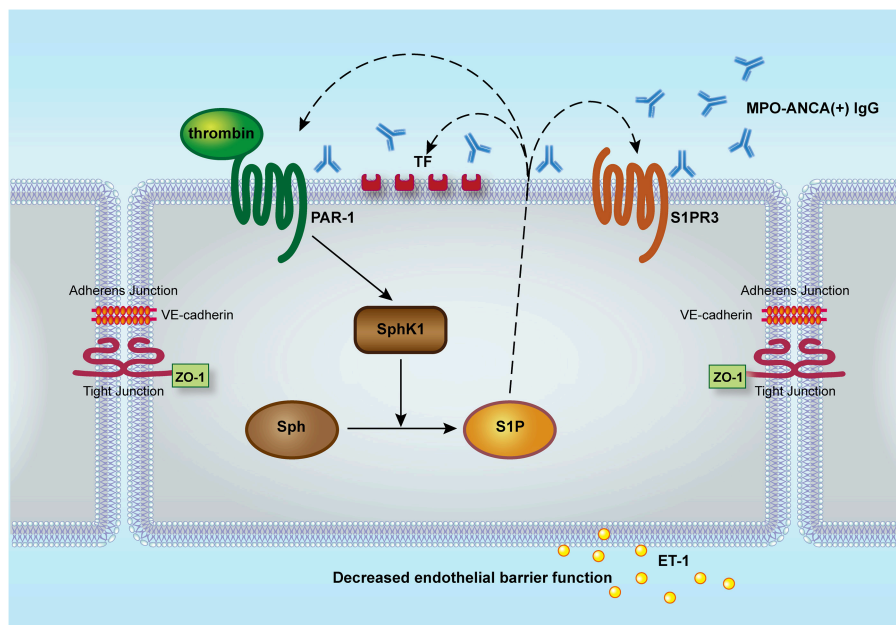 MPO-ANCA(+) IgG
thrombin
TF
PAR-1
S1PR3
Adherens Junction
VE-cadherin
ZO-1
Tight Junction
SphK1
Sph
S1P
Adherens Junction
VE-cadherin
ZO-1
Tight Junction
ET-1
Decreased endothelial barrier function